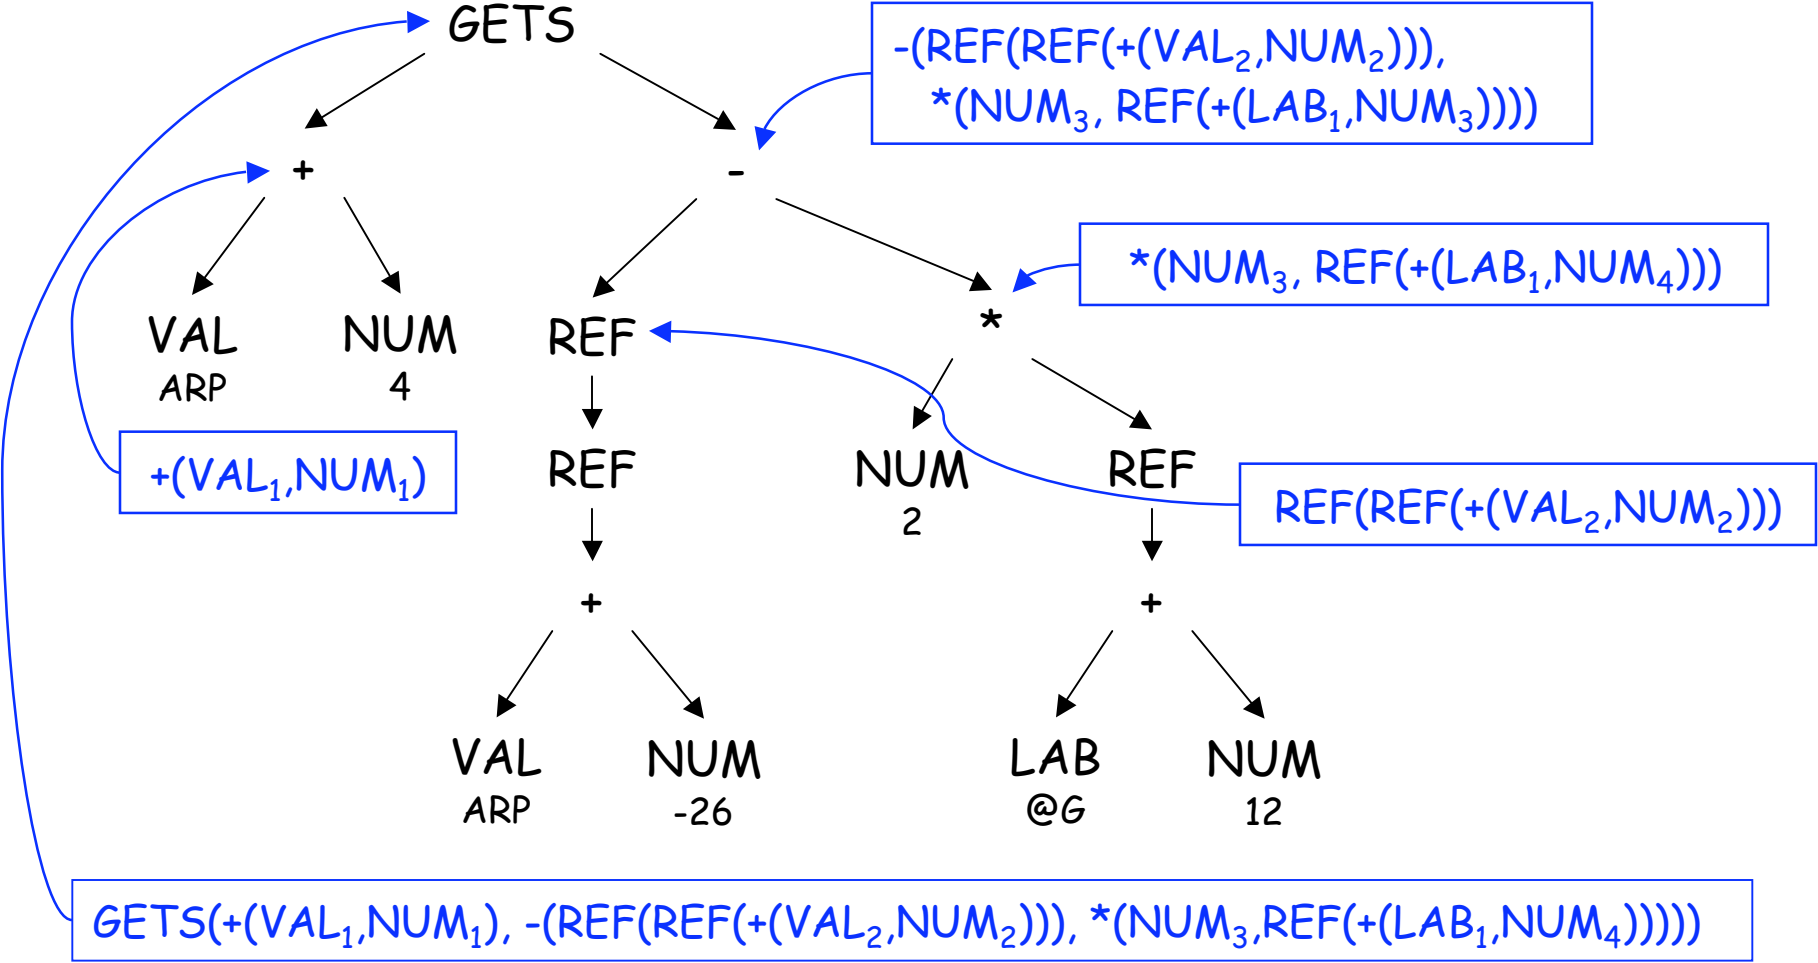 GETS
-(REF(REF(+(VAL₂,NUM₂))),
*(NUM₃, REF(+(LAB₁,NUM₃))))
+
-
*(NUM₃, REF(+(LAB₁,NUM₄)))
VAL
ARP
NUM
4
REF
*
+(VAL₁,NUM₁)
REF
NUM
2
REF
REF(REF(+(VAL₂,NUM₂)))
+
+
VAL
ARP
NUM
-26
LAB
@G
NUM
12
GETS(+(VAL₁,NUM₁), -(REF(REF(+(VAL₂,NUM₂))), *(NUM₃,REF(+(LAB₁,NUM₄)))))